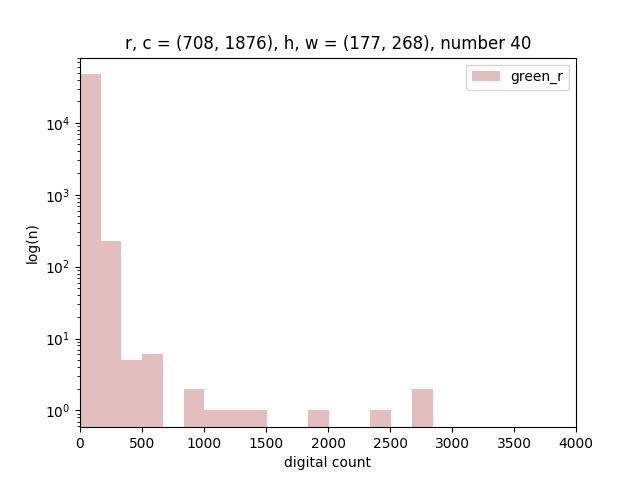 r, c = (708, 1876), h, w = (177, 268), number 40
green_r
10⁴
10³
10²
10¹
10⁰
log(n)
0 500 1000 1500 2000 2500 3000 3500 4000
digital count